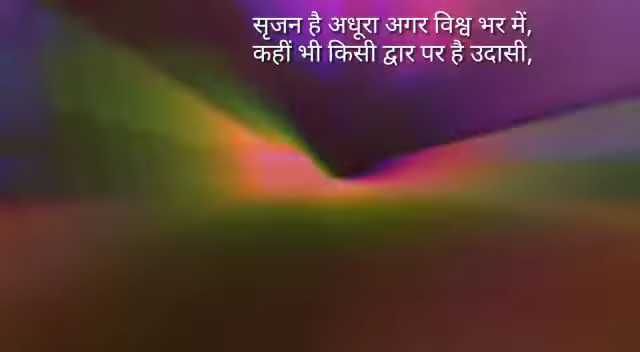 सृजन है अधूरा अगर विश्व भर में,
कहीं भी किसी द्वार पर है उदासी,